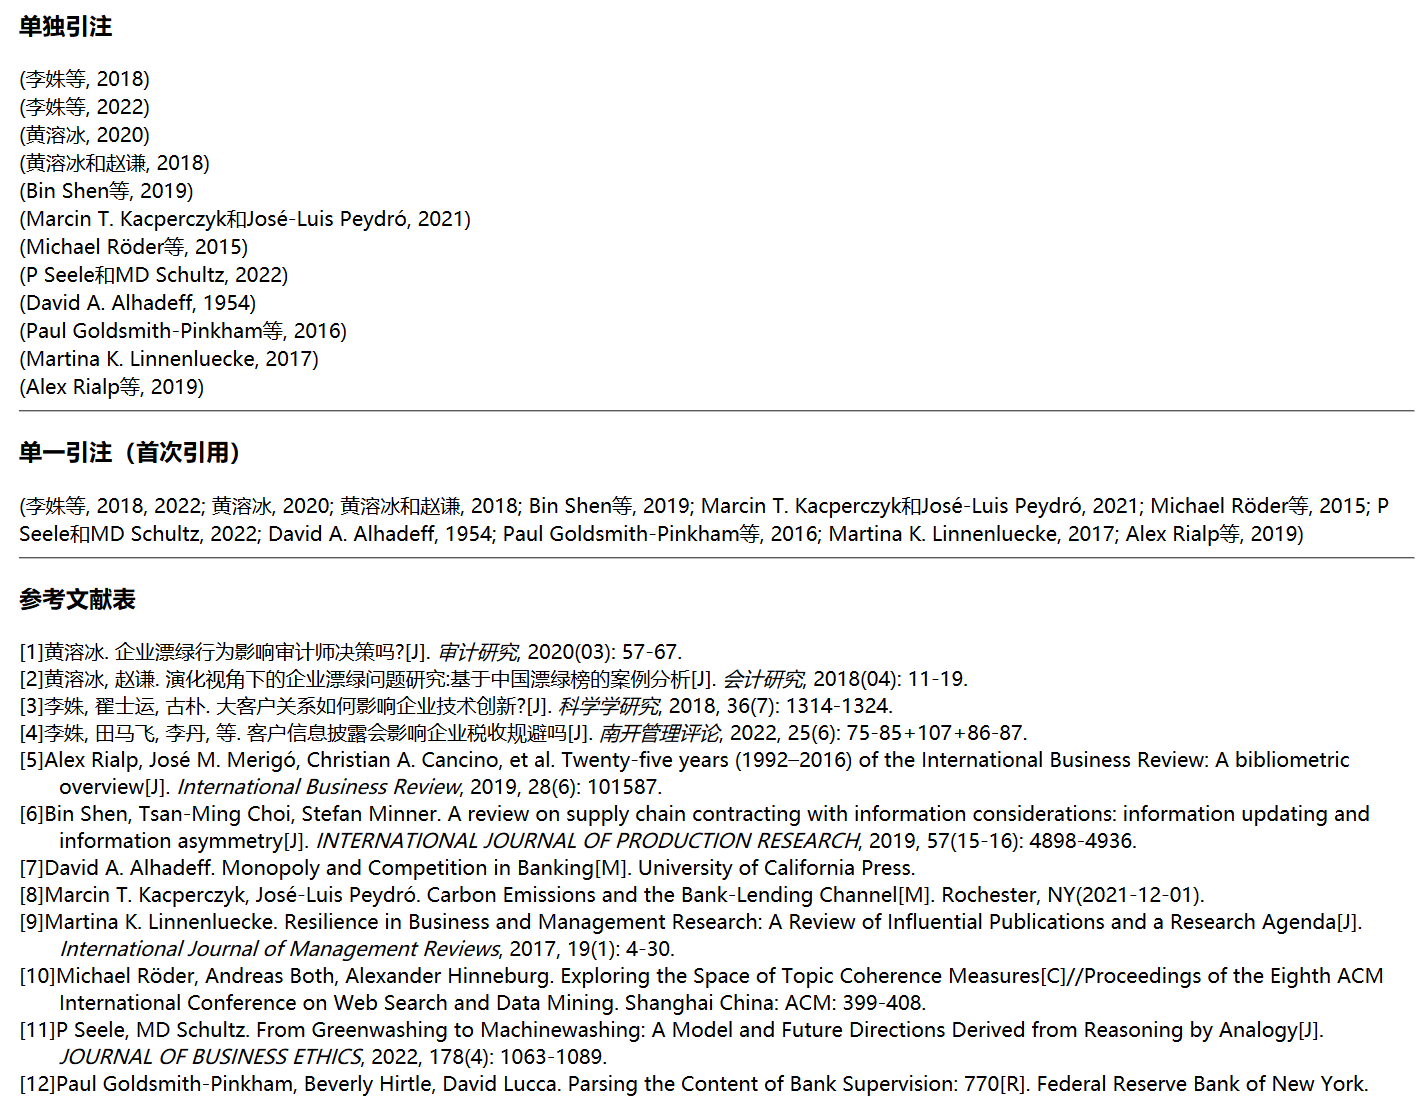 单独引注
(李姝等, 2018)
(李姝等, 2022)
(黄溶冰, 2020)
(黄溶冰和赵谦, 2018)
(Bin Shen等, 2019)
(Marcin T. Kacperczyk和José-Luis Peydró, 2021)
(Michael Röder等, 2015)
(P Seele和MD Schultz, 2022)
(David A. Alhadeff, 1954)
(Paul Goldsmith-Pinkham等, 2016)
(Martina K. Linnenluecke, 2017)
(Alex Rialp等, 2019)
单一引注（首次引用）
(李姝等, 2018, 2022; 黄溶冰, 2020; 黄溶冰和赵谦, 2018; Bin Shen等, 2019; Marcin T. Kacperczyk和José-Luis Peydró, 2021; Michael Röder等, 2015; P
Seele和MD Schultz, 2022; David A. Alhadeff, 1954; Paul Goldsmith-Pinkham等, 2016; Martina K. Linnenluecke, 2017; Alex Rialp等, 2019)
参考文献表
[1]黄溶冰. 企业漂绿行为影响审计师决策吗?[J]. 审计研究, 2020(03): 57-67.
[2]黄溶冰, 赵谦. 演化视角下的企业漂绿问题研究:基于中国漂绿榜的案例分析[J]. 会计研究, 2018(04): 11-19.
[3]李姝, 翟士运, 古朴. 大客户关系如何影响企业技术创新?[J]. 科学学研究, 2018, 36(7): 1314-1324.
[4]李姝, 田马飞, 李丹, 等. 客户信息披露会影响企业税收规避吗[J]. 南开管理评论, 2022, 25(6): 75-85+107+86-87.
[5]Alex Rialp, José M. Merigó, Christian A. Cancino, et al. Twenty-five years (1992–2016) of the International Business Review: A bibliometric
overview[J]. International Business Review, 2019, 28(6): 101587.
[6]Bin Shen, Tsan-Ming Choi, Stefan Minner. A review on supply chain contracting with information considerations: information updating and
information asymmetry[J]. INTERNATIONAL JOURNAL OF PRODUCTION RESEARCH, 2019, 57(15-16): 4898-4936.
[7]David A. Alhadeff. Monopoly and Competition in Banking[M]. University of California Press.
[8]Marcin T. Kacperczyk, José-Luis Peydró. Carbon Emissions and the Bank-Lending Channel[M]. Rochester, NY(2021-12-01).
[9]Martina K. Linnenluecke. Resilience in Business and Management Research: A Review of Influential Publications and a Research Agenda[J].
International Journal of Management Reviews, 2017, 19(1): 4-30.
[10]Michael Röder, Andreas Both, Alexander Hinneburg. Exploring the Space of Topic Coherence Measures[C]//Proceedings of the Eighth ACM
International Conference on Web Search and Data Mining. Shanghai China: ACM: 399-408.
[11]P Seele, MD Schultz. From Greenwashing to Machinewashing: A Model and Future Directions Derived from Reasoning by Analogy[J].
JOURNAL OF BUSINESS ETHICS, 2022, 178(4): 1063-1089.
[12]Paul Goldsmith-Pinkham, Beverly Hirtle, David Lucca. Parsing the Content of Bank Supervision: 770[R]. Federal Reserve Bank of New York.